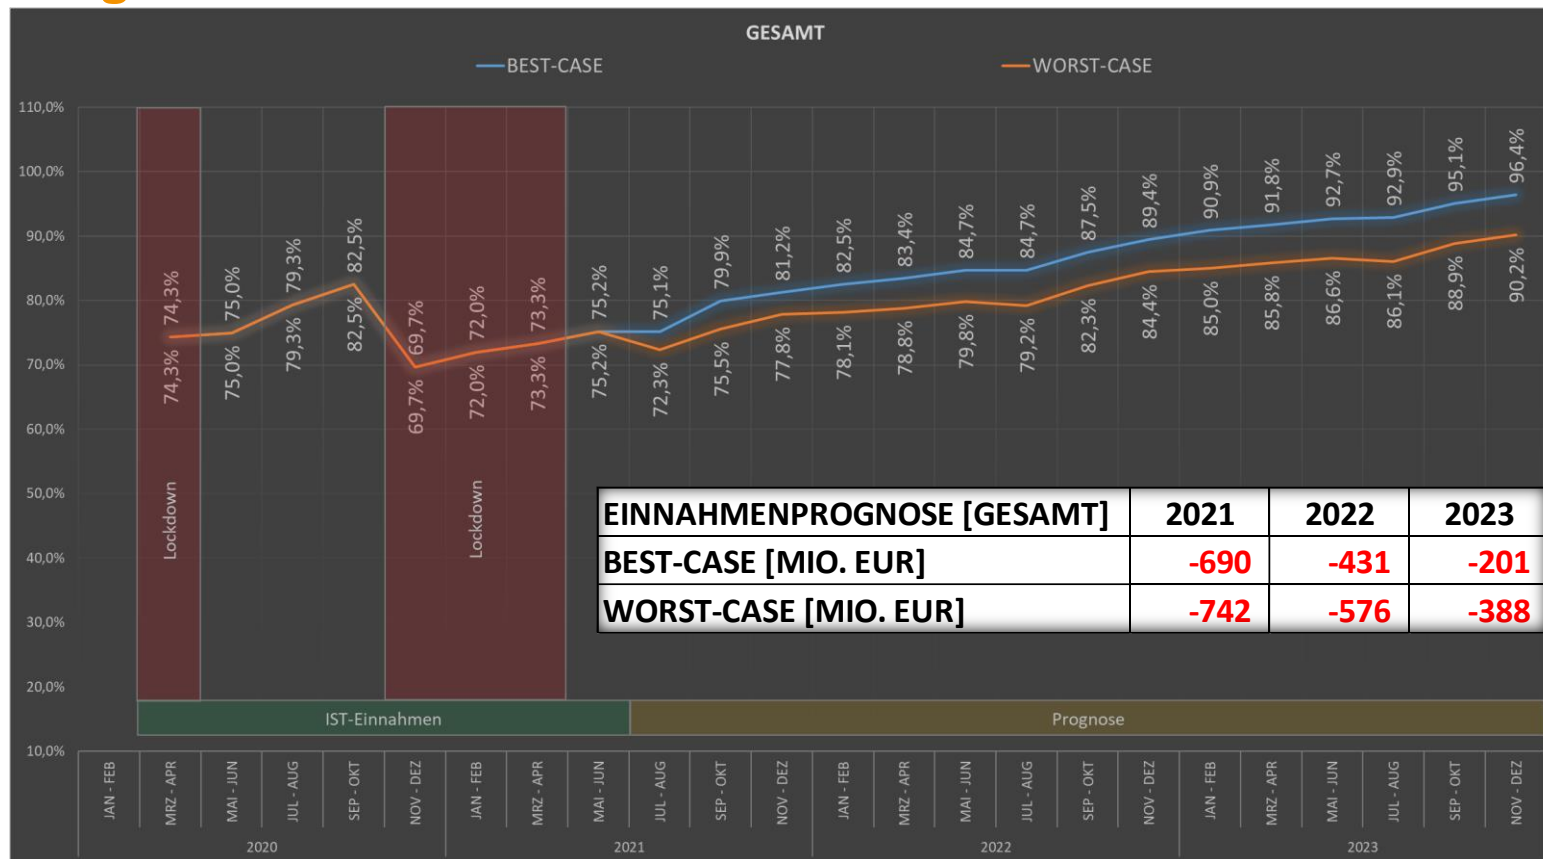 GESAMT
BEST-CASE WORST-CASE
110,0%
100,0%
90,0%
80,0%
70,0%
60,0%
50,0%
40,0%
30,0%
20,0%
10,0%
74,3% 75,0% 79,3% 82,5% 69,7% 72,0% 73,3% 75,2% 75,1% 79,9% 81,2% 82,5% 83,4% 84,7% 84,7% 87,5% 89,4% 90,9% 91,8% 92,7% 92,9% 95,1% 96,4%
74,3% 75,0% 79,3% 82,5% 69,7% 72,0% 73,3% 75,2% 72,3% 75,5% 77,8% 78,1% 78,8% 79,8% 79,2% 82,3% 84,4% 85,0% 85,8% 86,6% 86,1% 88,9% 90,2%
Lockdown
Lockdown
EINNAHMENPROGNOSE [GESAMT] 2021 2022 2023
BEST-CASE [MIO. EUR] -690 -431 -201
WORST-CASE [MIO. EUR] -742 -576 -388
IST-Einnahmen Prognose
JAN - FEB MRZ - APR MAI - JUN JUL - AUG SEP - OKT NOV - DEZ JAN - FEB MRZ - APR MAI - JUN JUL - AUG SEP - OKT NOV - DEZ JAN - FEB MRZ - APR MAI - JUN JUL - AUG SEP - OKT NOV - DEZ JAN - FEB MRZ - APR MAI - JUN JUL - AUG SEP - OKT NOV - DEZ
2020 2021 2022 2023